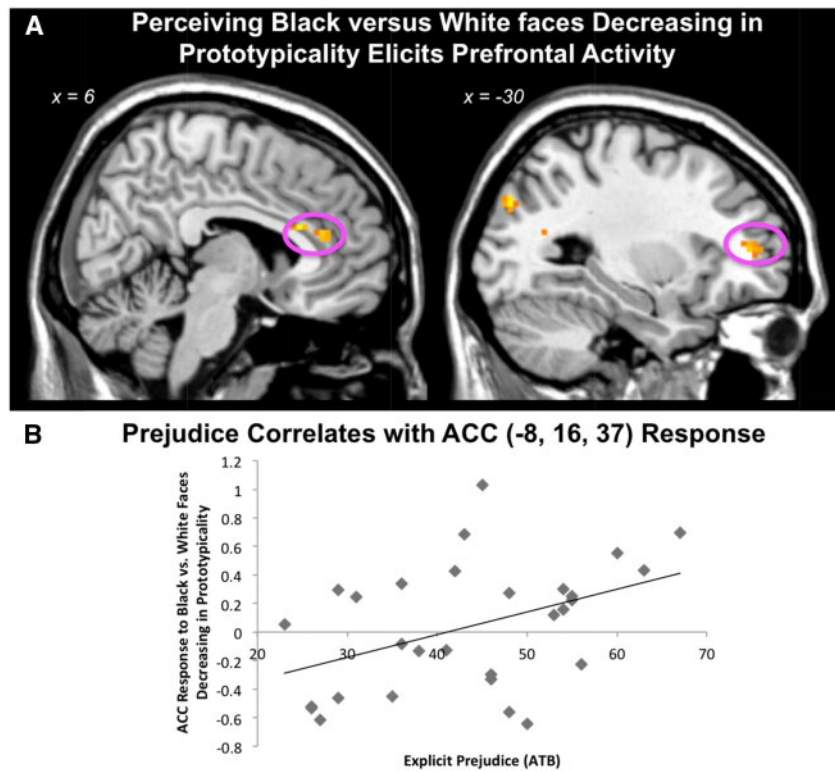 A
Perceiving Black versus White faces Decreasing in
Prototypicality Elicits Prefrontal Activity
x = 6
x = -30
B
Prejudice Correlates with ACC (-8, 16, 37) Response
ACC Response to Black vs. White Faces
Decreasing in Prototypicality
1.2
1
0.8
0.6
0.4
0.2
0
-0.2
-0.4
-0.6
-0.8
20
30
40
50
60
70
Explicit Prejudice (ATB)